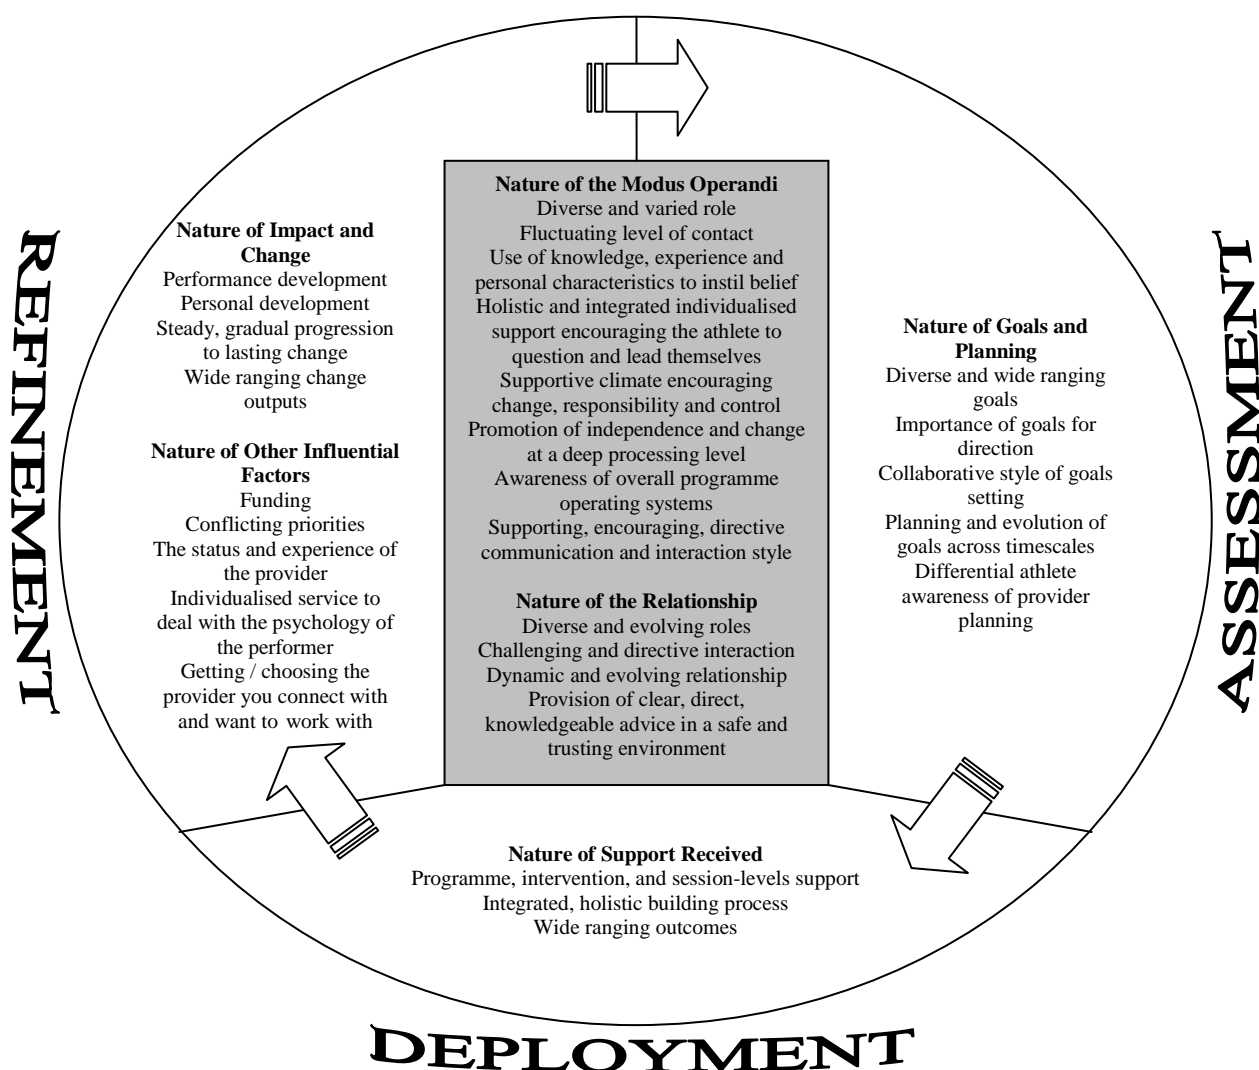 REFINEMENT
Nature of Impact and
Change
Performance development
Personal development
Steady, gradual progression
to lasting change
Wide ranging change
outputs
Nature of Other Influential
Factors
Funding
Conflicting priorities
The status and experience of
the provider
Individualised service to
deal with the psychology of
the performer
Getting / choosing the
provider you connect with
and want to work with
Nature of the Modus Operandi
Diverse and varied role
Fluctuating level of contact
Use of knowledge, experience and
personal characteristics to instil belief
Holistic and integrated individualised
support encouraging the athlete to
question and lead themselves
Supportive climate encouraging
change, responsibility and control
Promotion of independence and change
at a deep processing level
Awareness of overall programme
operating systems
Supporting, encouraging, directive
communication and interaction style
Nature of the Relationship
Diverse and evolving roles
Challenging and directive interaction
Dynamic and evolving relationship
Provision of clear, direct,
knowledgeable advice in a safe and
trusting environment
Nature of Goals and
Planning
Diverse and wide ranging
goals
Importance of goals for
direction
Collaborative style of goals
setting
Planning and evolution of
goals across timescales
Differential athlete
awareness of provider
planning
ASSESSMENT
Nature of Support Received
Programme, intervention, and session-levels support
Integrated, holistic building process
Wide ranging outcomes
DEPLOYMENT